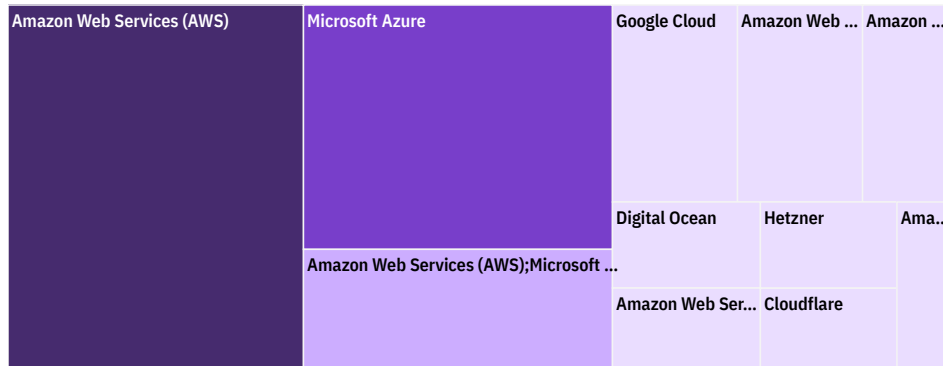 Amazon Web Services (AWS)
Microsoft Azure
Google Cloud
Amazon Web ...
Amazon ...
Amazon Web Services (AWS);Microsoft ...
Digital Ocean
Hetzner
Ama...
Amazon Web Ser...
Cloudflare